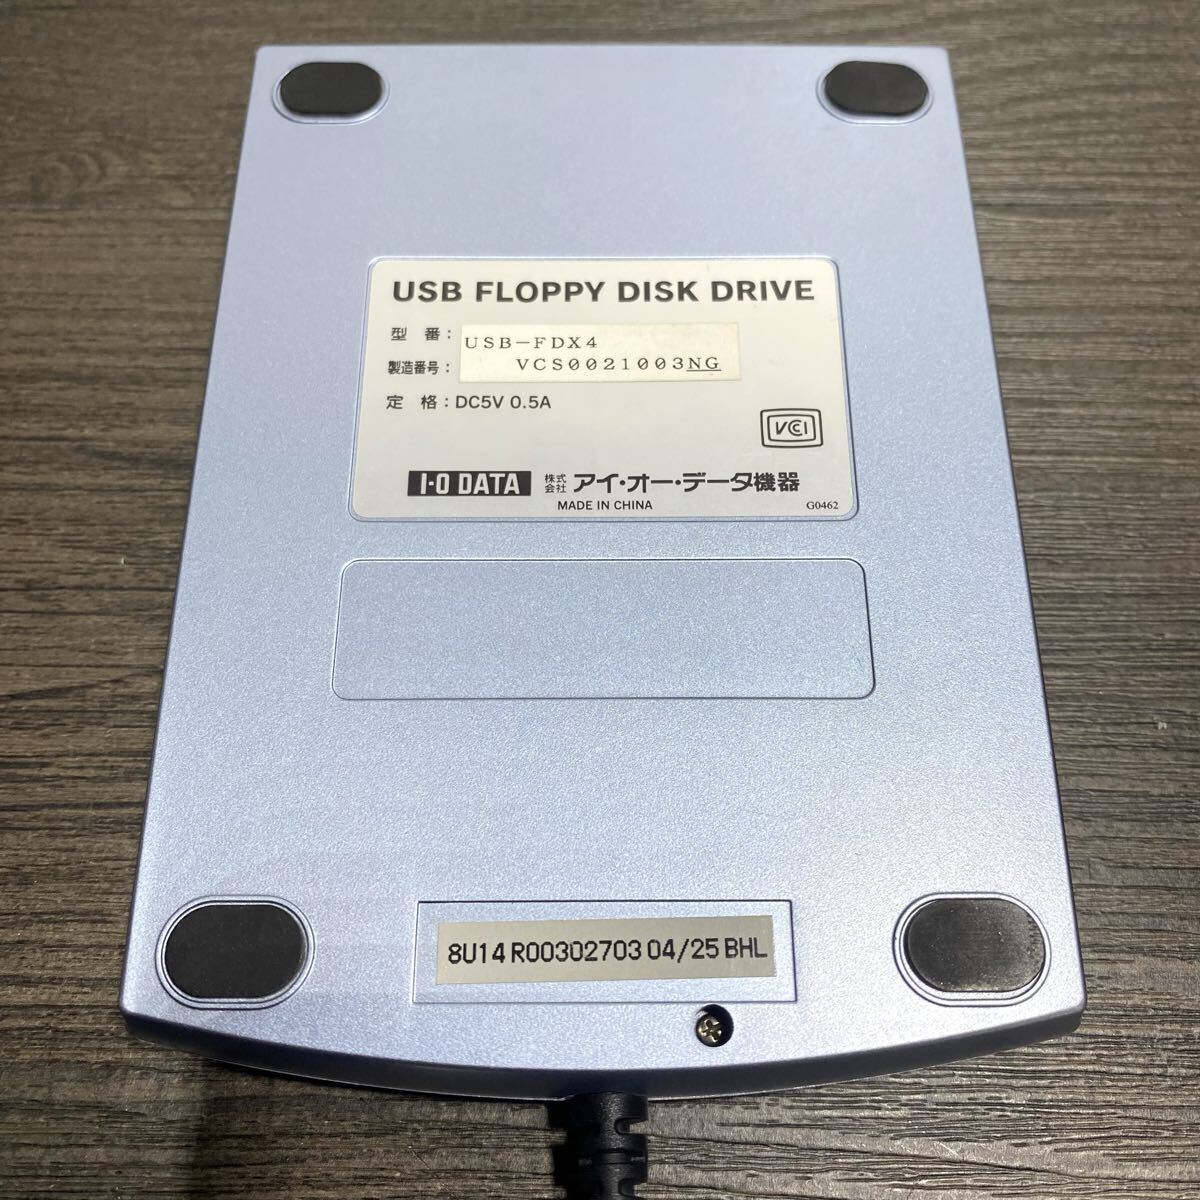 USB FLOPPY DISK DRIVE
型 番： USB-FDX4
製造番号： VCS0021003NG
定 格：DC5V 0.5A
VCI
I-O DATA 株式会社 アイ・オー・データ機器
MADE IN CHINA
G0462
8U14 R00302703 04/25 BHL